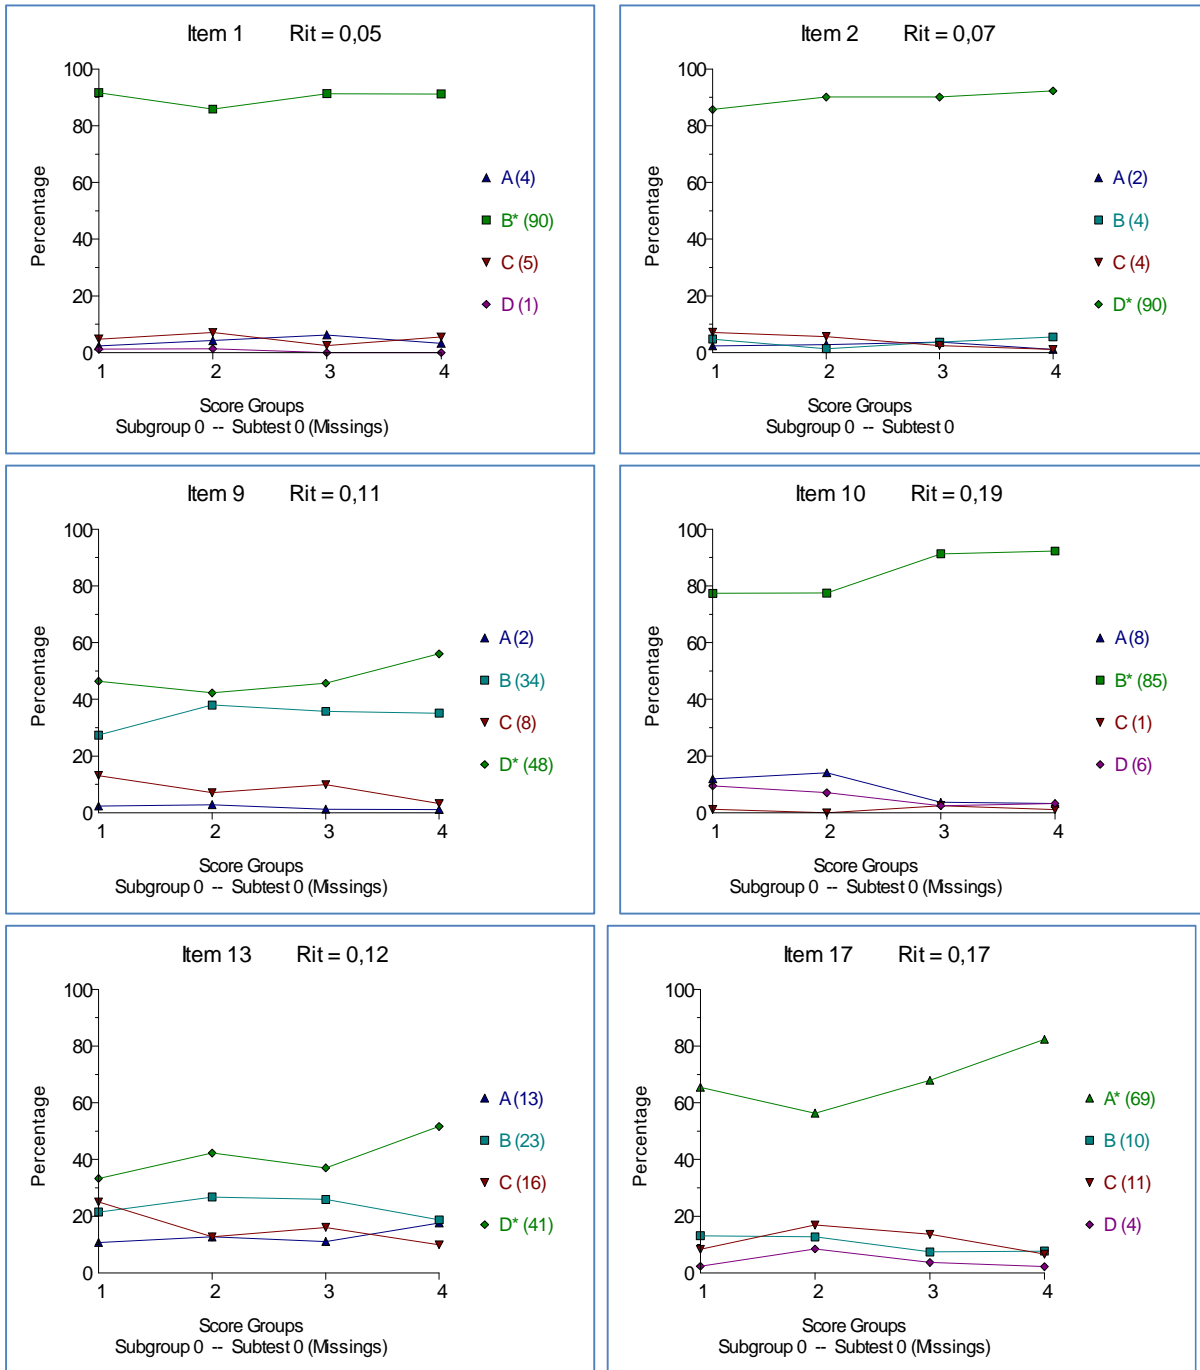 Item 1 Rit = 0,05
100
80
60
40
20
0
Percentage
1 2 3 4
Score Groups
Subgroup 0 -- Subtest 0 (Missings)
A (4)
B* (90)
C (5)
D (1)
Item 2 Rit = 0,07
100
80
60
40
20
0
Percentage
1 2 3 4
Score Groups
Subgroup 0 -- Subtest 0
A (2)
B (4)
C (4)
D* (90)
Item 9 Rit = 0,11
100
80
60
40
20
0
Percentage
1 2 3 4
Score Groups
Subgroup 0 -- Subtest 0 (Missings)
A (2)
B (34)
C (8)
D* (48)
Item 10 Rit = 0,19
100
80
60
40
20
0
Percentage
1 2 3 4
Score Groups
Subgroup 0 -- Subtest 0 (Missings)
A (8)
B* (85)
C (1)
D (6)
Item 13 Rit = 0,12
100
80
60
40
20
0
Percentage
1 2 3 4
Score Groups
Subgroup 0 -- Subtest 0 (Missings)
A (13)
B (23)
C (16)
D* (41)
Item 17 Rit = 0,17
100
80
60
40
20
0
Percentage
1 2 3 4
Score Groups
Subgroup 0 -- Subtest 0 (Missings)
A* (69)
B (10)
C (11)
D (4)